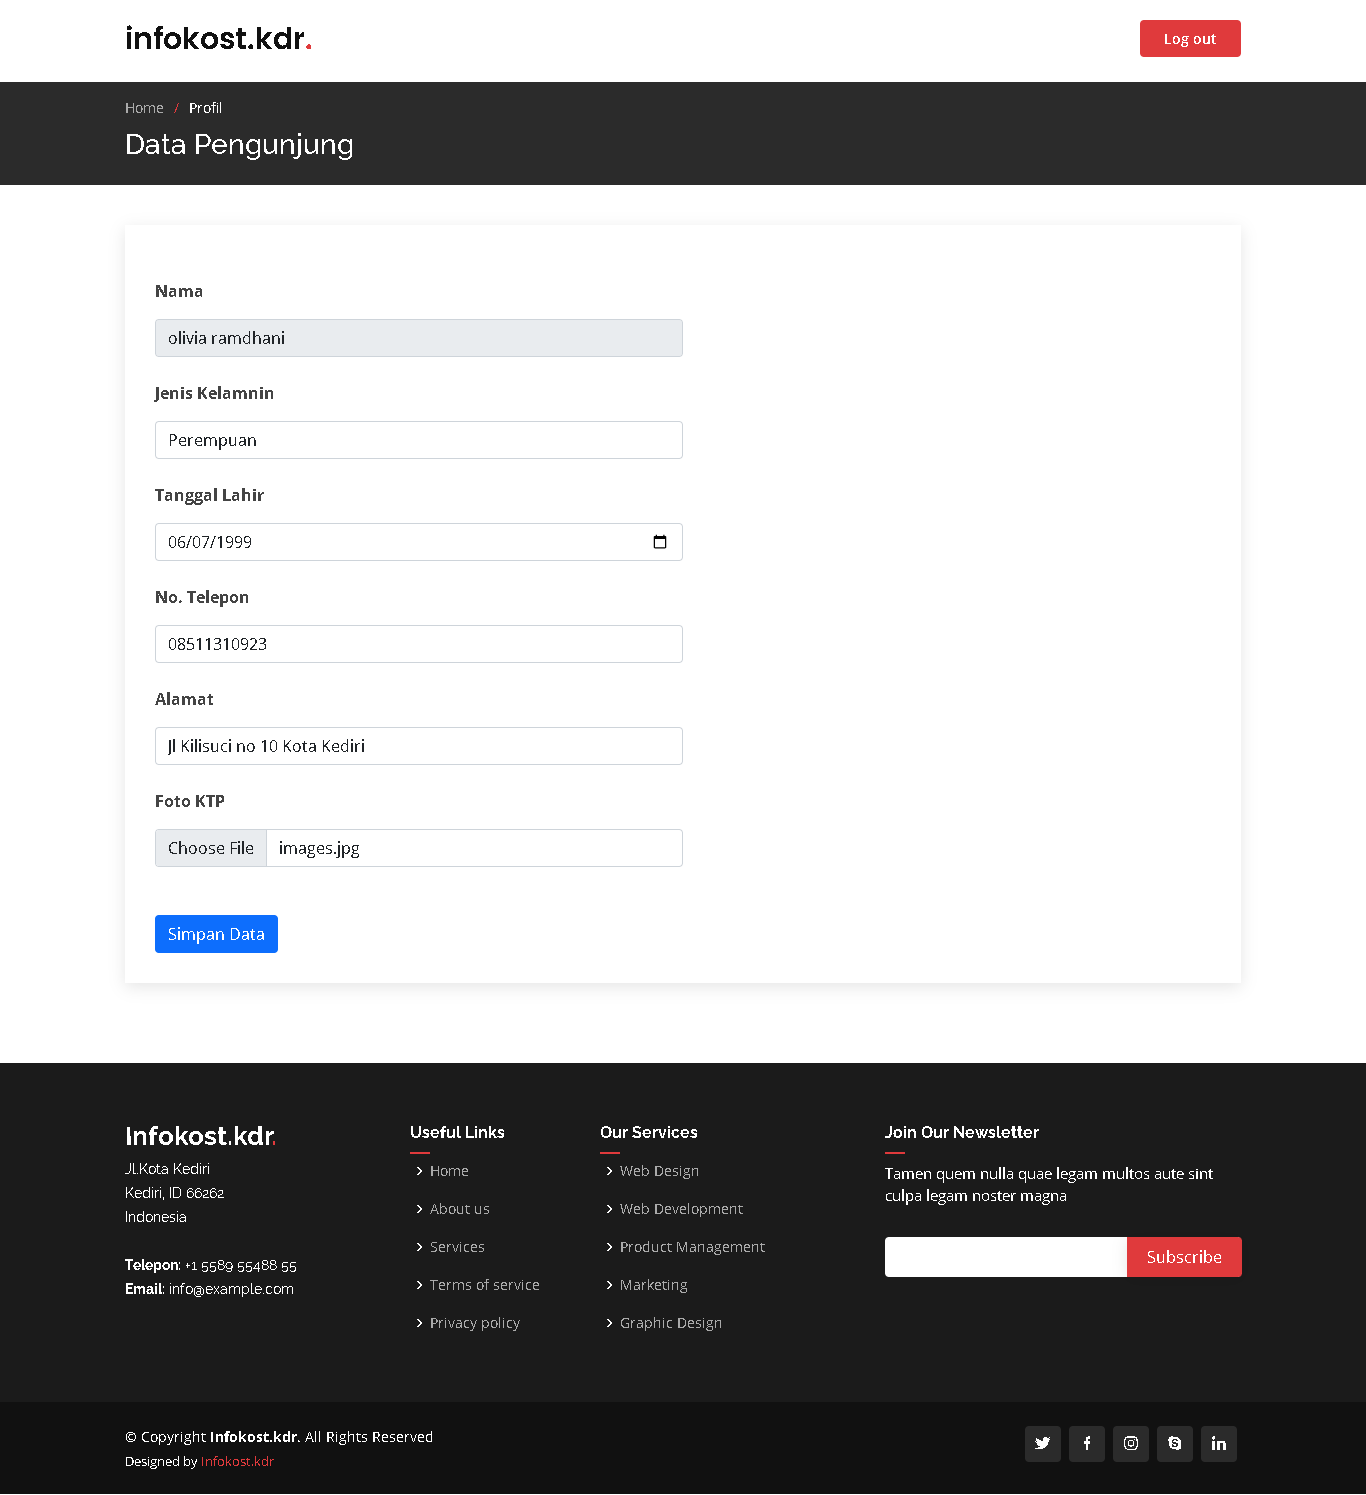 infokost.kdr.
Log out
Home / Profil
Data Pengunjung
Nama
olivia ramdhani
Jenis Kelamnin
Perempuan
Tanggal Lahir
06/07/1999
No. Telepon
08511310923
Alamat
Jl Kilisuci no 10 Kota Kediri
Foto KTP
Choose File images.jpg
Simpan Data
Infokost.kdr.
Jl.Kota Kediri
Kediri, ID 66262
Indonesia
Telepon: +1 5589 55488 55
Email: info@example.com
Useful Links
Home
About us
Services
Terms of service
Privacy policy
Our Services
Web Design
Web Development
Product Management
Marketing
Graphic Design
Join Our Newsletter
Tamen quem nulla quae legam multos aute sint
culpa legam noster magna
Subscribe
© Copyright Infokost.kdr. All Rights Reserved
Designed by Infokost.kdr